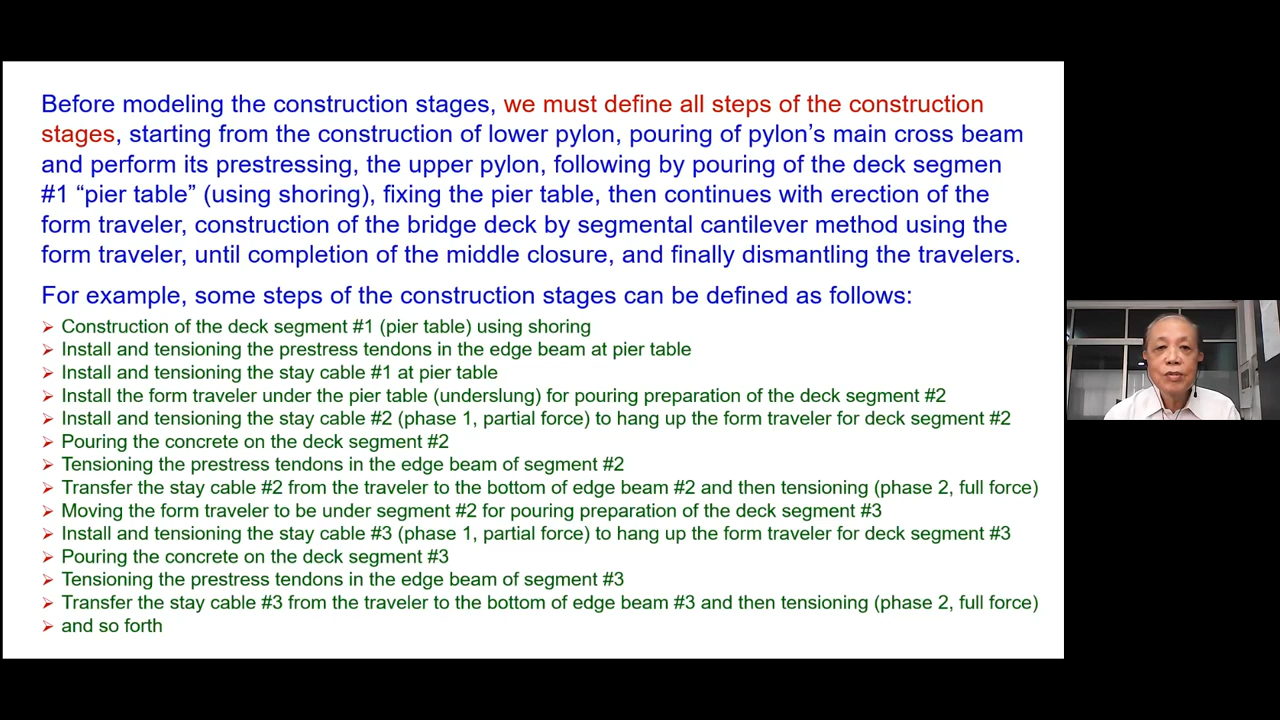 Before modeling the construction stages, we must define all steps of the construction
stages, starting from the construction of lower pylon, pouring of pylon’s main cross beam
and perform its prestressing, the upper pylon, following by pouring of the deck segmen
#1 “pier table” (using shoring), fixing the pier table, then continues with erection of the
form traveler, construction of the bridge deck by segmental cantilever method using the
form traveler, until completion of the middle closure, and finally dismantling the travelers.
For example, some steps of the construction stages can be defined as follows:
➢ Construction of the deck segment #1 (pier table) using shoring
➢ Install and tensioning the prestress tendons in the edge beam at pier table
➢ Install and tensioning the stay cable #1 at pier table
➢ Install the form traveler under the pier table (underslung) for pouring preparation of the deck segment #2
➢ Install and tensioning the stay cable #2 (phase 1, partial force) to hang up the form traveler for deck segment #2
➢ Pouring the concrete on the deck segment #2
➢ Tensioning the prestress tendons in the edge beam of segment #2
➢ Transfer the stay cable #2 from the traveler to the bottom of edge beam #2 and then tensioning (phase 2, full force)
➢ Moving the form traveler to be under segment #2 for pouring preparation of the deck segment #3
➢ Install and tensioning the stay cable #3 (phase 1, partial force) to hang up the form traveler for deck segment #3
➢ Pouring the concrete on the deck segment #3
➢ Tensioning the prestress tendons in the edge beam of segment #3
➢ Transfer the stay cable #3 from the traveler to the bottom of edge beam #3 and then tensioning (phase 2, full force)
➢ and so forth